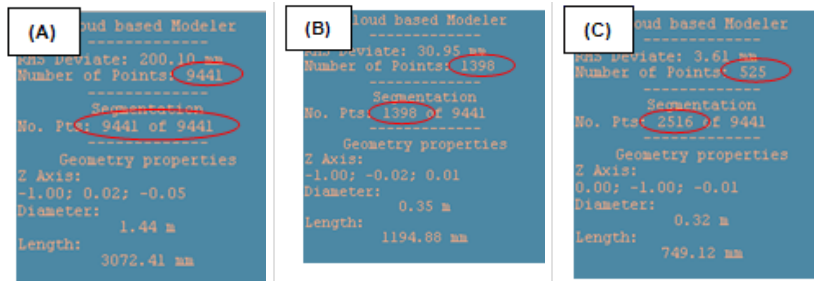 (A)
loud based Modeler
RMS Deviate: 200.10 mm
Number of Points: 9441
Segmentation
No. Pts: 9441 of 9441
Geometry properties
Z Axis:
-1.00; 0.02; -0.05
Diameter:
1.44 m
Length:
3072.41 mm
(B)
loud based Modeler
RMS Deviate: 30.95 mm
Number of Points: 1398
Segmentation
No. Pts: 1398 of 9441
Geometry properties
Z Axis:
-1.00; -0.02; 0.01
Diameter:
0.35 m
Length:
1194.88 mm
(C)
oud based Modeler
RMS Deviate: 3.61 mm
Number of Points: 525
Segmentation
No. Pts: 2516 of 9441
Geometry properties
Z Axis:
0.00; -1.00; -0.01
Diameter:
0.32 m
Length:
749.12 mm